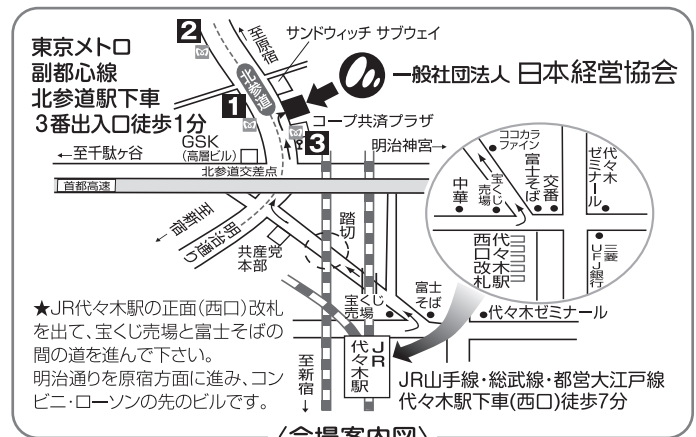 東京メトロ
副都心線
北参道駅下車
3番出入口徒歩1分
2
至原宿
サンドウィッチ サブウェイ
北参道
一般社団法人 日本経営協会
1
コープ共済プラザ
3
GSK
(高層ビル)
←至千駄ヶ谷
明治神宮→
北参道交差点
首都高速
至新宿
明治通り
共産党
本部
踏切
宝くじ
売場
富士
そば
代々木ゼミナール
JR
代々木駅
至新宿
ココカラ
ファイン
中華
宝くじ
売場
富士そば
交番
代々木
ゼミナール
代々木駅
西口改札
三菱
UFJ銀行
★JR代々木駅の正面(西口)改札
を出て、宝くじ売場と富士そばの
間の道を進んで下さい。
明治通りを原宿方面に進み、コン
ビニ・ローソンの先のビルです。
JR山手線・総武線・都営大江戸線
代々木駅下車(西口)徒歩7分
〈会場案内図〉